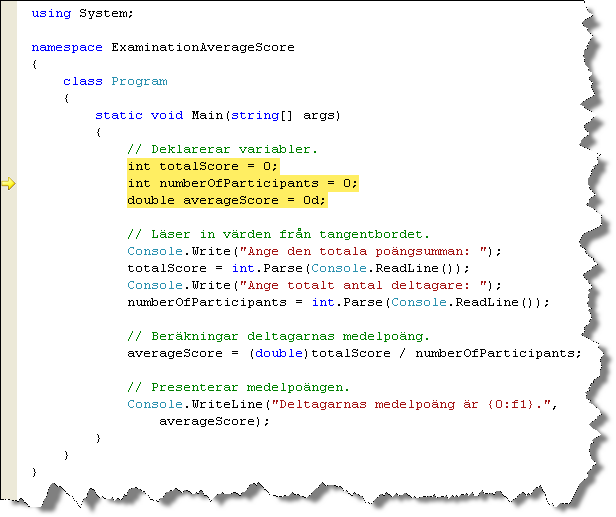 using System;
namespace ExaminationAverageScore
{
class Program
{
static void Main(string[] args)
{
// Deklarerar variabler.
int totalScore = 0;
int numberOfParticipants = 0;
double averageScore = 0d;
// Läser in värden från tangentbordet.
Console.Write("Ange den totala poängsumman: ");
totalScore = int.Parse(Console.ReadLine());
Console.Write("Ange totalt antal deltagare: ");
numberOfParticipants = int.Parse(Console.ReadLine());
// Beräkningar deltagarnas medelpoäng.
averageScore = (double)totalScore / numberOfParticipants;
// Presenterar medelpoängen.
Console.WriteLine("Deltagarnas medelpoäng är {0:f1}.",
averageScore);
}
}
}